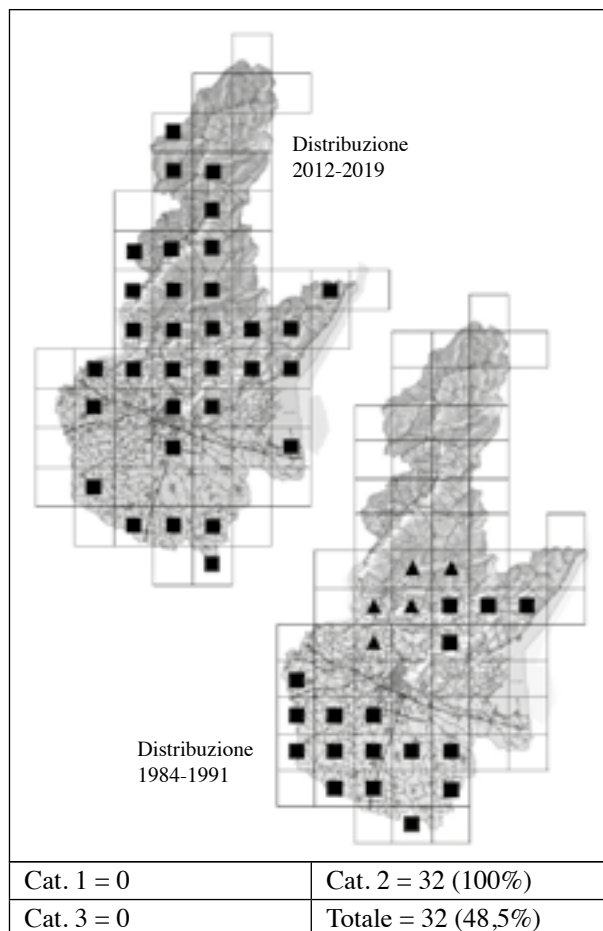 Distribuzione
2012-2019
Distribuzione
1984-1991
Cat. 1 = 0
Cat. 2 = 32 (100%)
Cat. 3 = 0
Totale = 32 (48,5%)